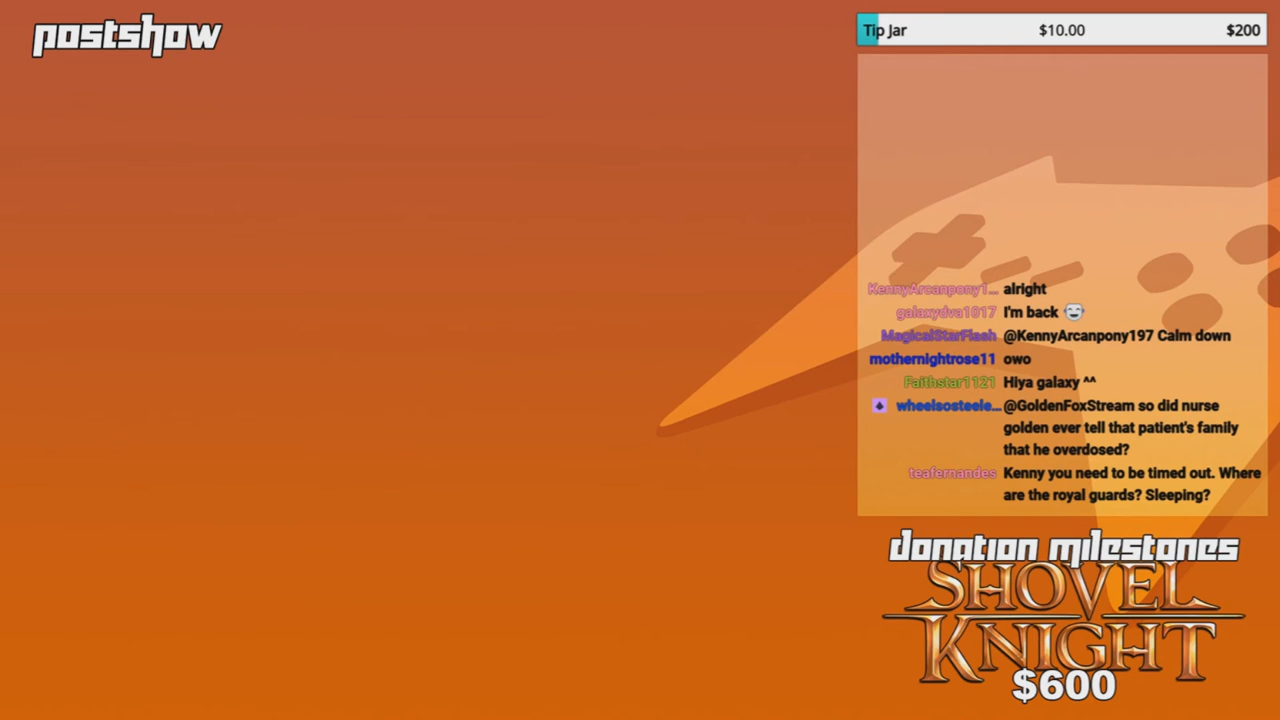 postshow
Tip Jar $10.00 $200
KennyArcanpony1... alright
galaxydva1017 I'm back
MagicalStarFlash @KennyArcanpony197 Calm down
mothernightrose11 owo
Faithstar1121 Hiya galaxy ^^
wheelsosteele... @GoldenFoxStream so did nurse
golden ever tell that patient's family
that he overdosed?
teafernandes Kenny you need to be timed out. Where
are the royal guards? Sleeping?
donation milestones
SHOVEL
KNIGHT
$600